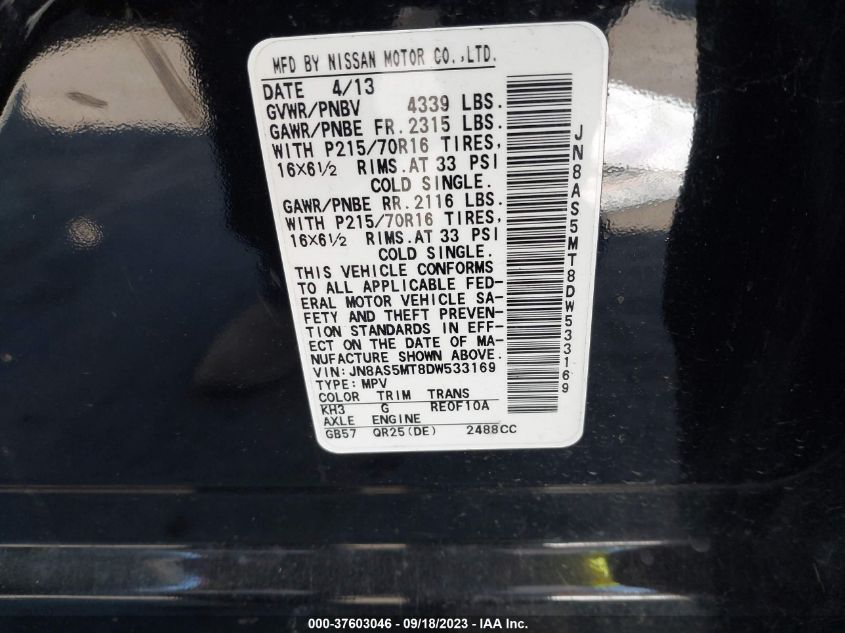 MFD BY NISSAN MOTOR CO.,LTD.
DATE 4/13
GVWR/PNBV 4339 LBS.
GAWR/PNBE FR. 2315 LBS.
WITH P215/70R16 TIRES,
16X6½ RIMS. AT 33 PSI
COLD SINGLE.
GAWR/PNBE RR. 2116 LBS.
WITH P215/70R16 TIRES,
16X6½ RIMS. AT 33 PSI
COLD SINGLE.
THIS VEHICLE CONFORMS
TO ALL APPLICABLE FED-
ERAL MOTOR VEHICLE SA-
FETY AND THEFT PREVEN-
TION STANDARDS IN EFF-
ECT ON THE DATE OF MA-
NUFACTURE SHOWN ABOVE.
VIN: JN8AS5MT8DW533169
TYPE: MPV
COLOR TRIM TRANS
KH3 G RE0F10A
AXLE ENGINE
GB57 QR25(DE) 2488CC
JN8AS5MT8DW533169
000-37603046 - 09/18/2023 - www.iaai.com